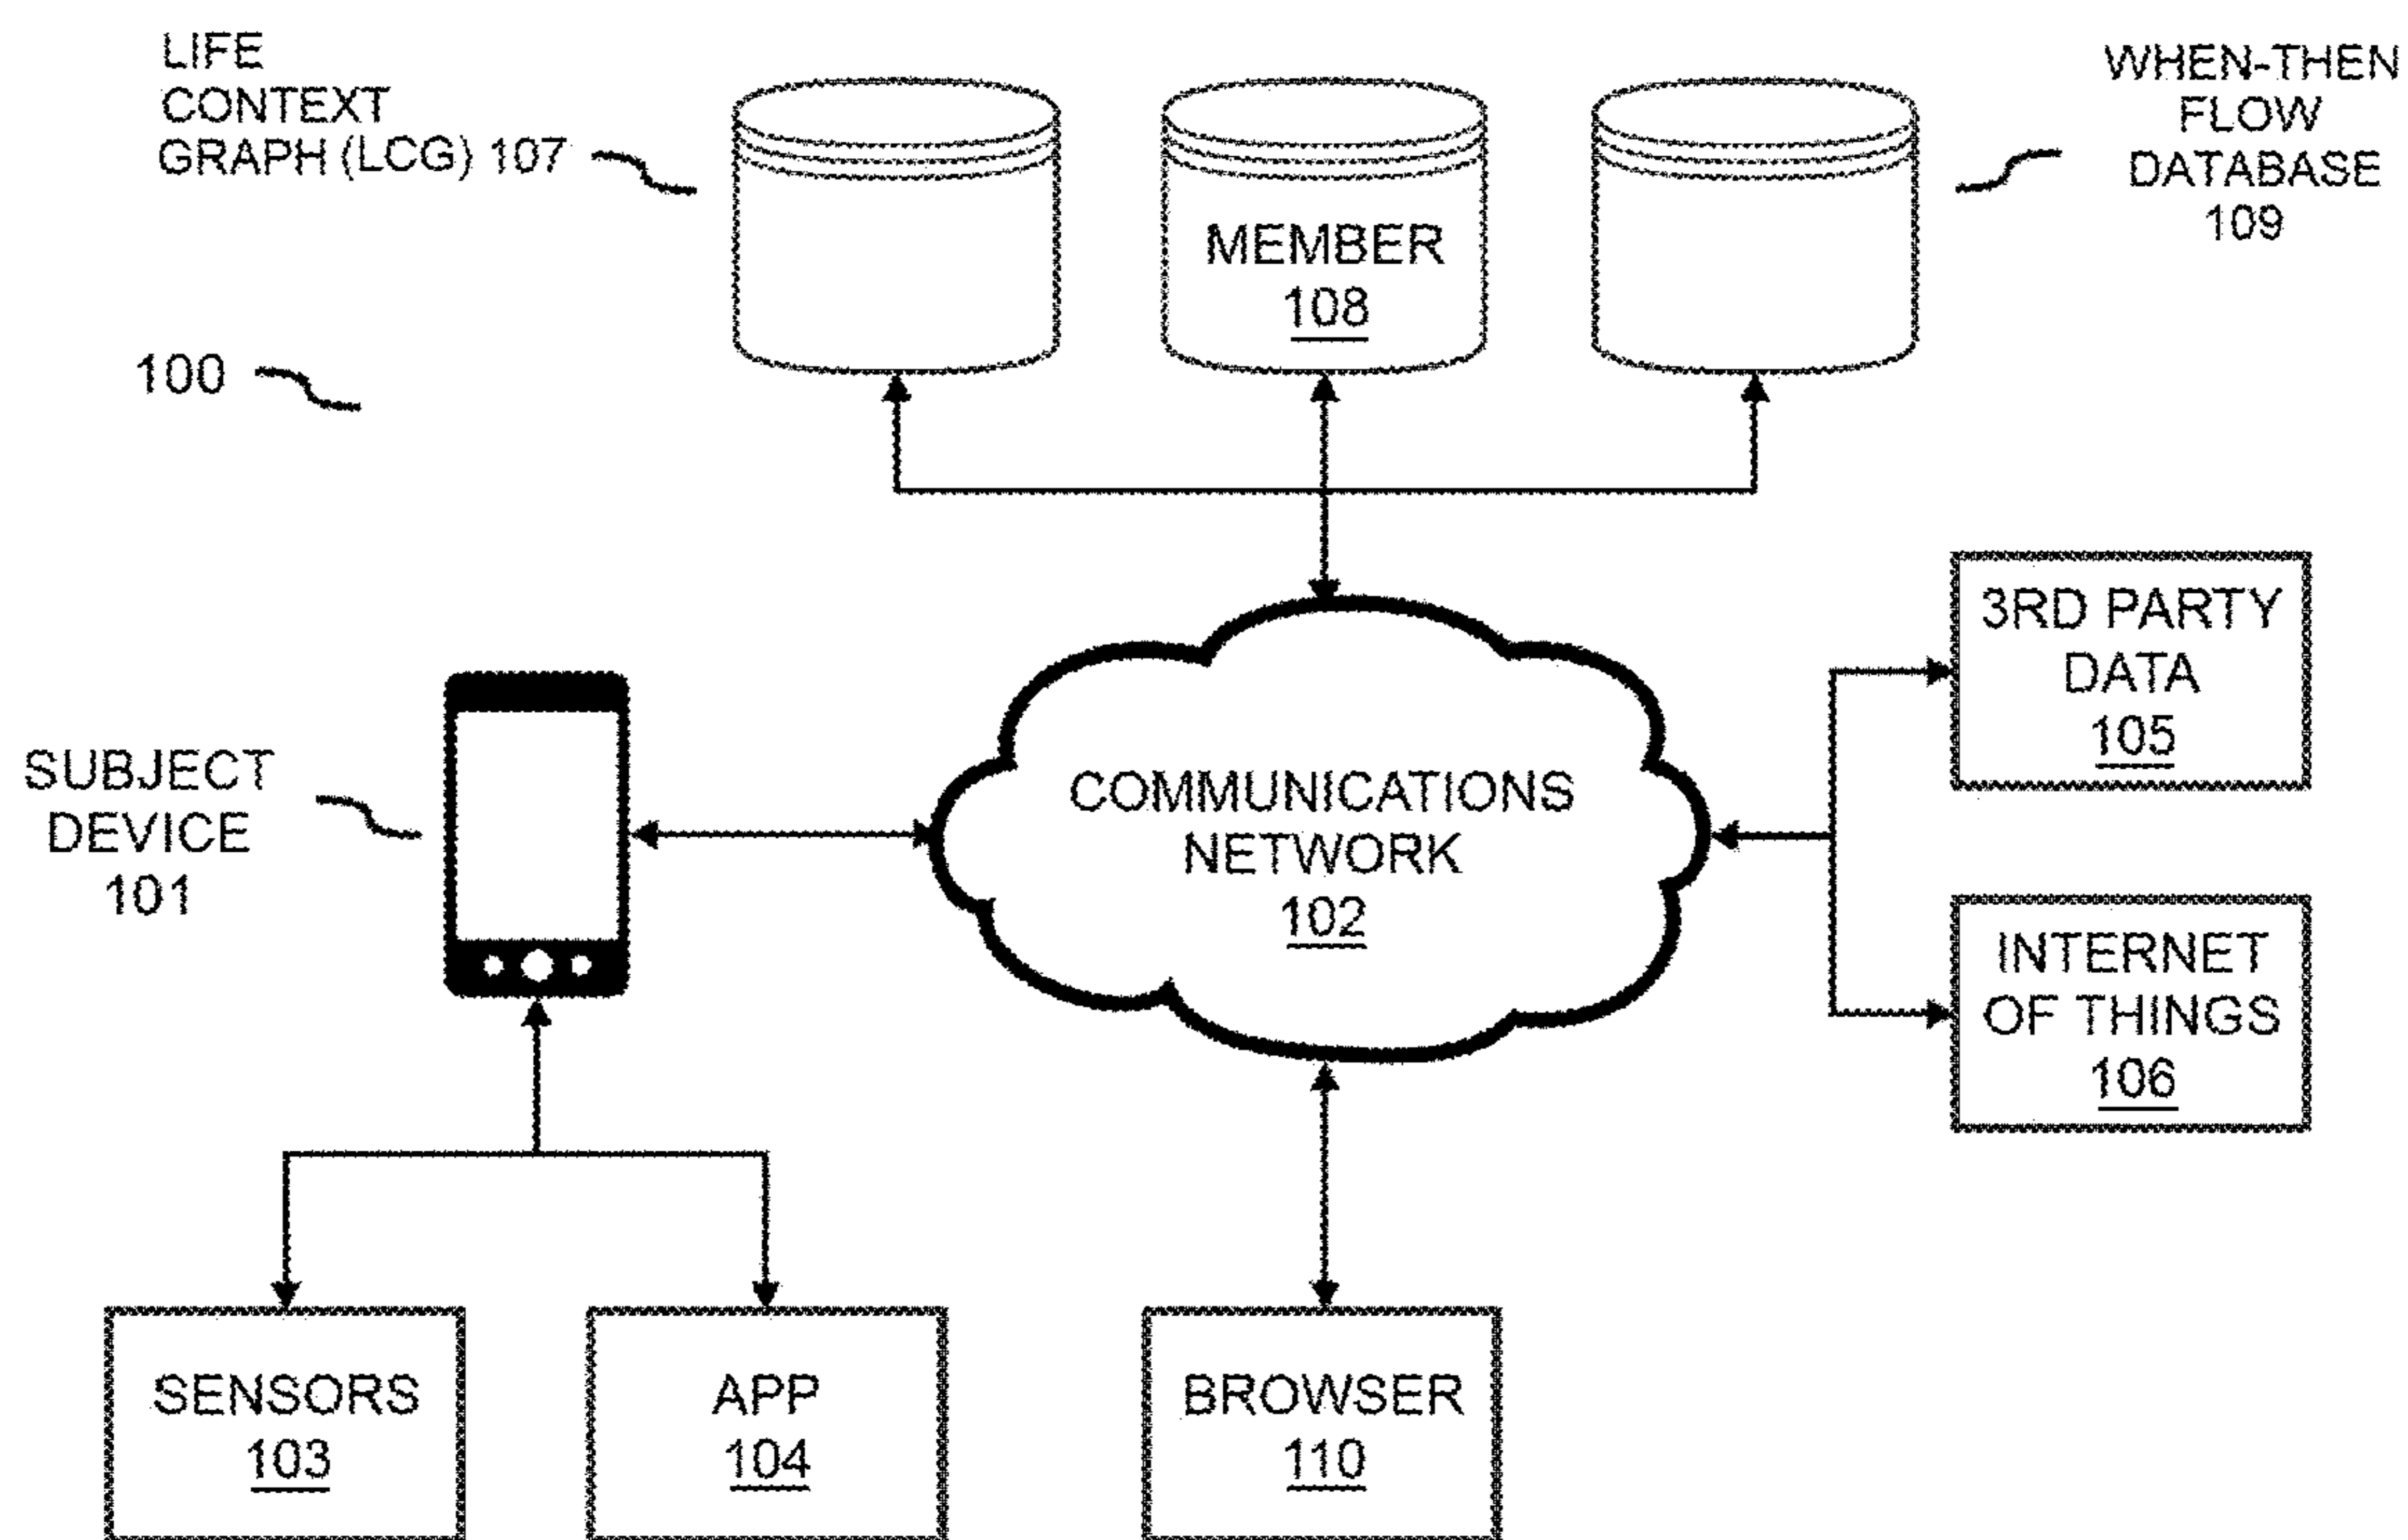 LIFE
CONTEXT
GRAPH (LCG) 107
WHEN-THEN
FLOW
DATABASE
109
MEMBER
108
100
3RD PARTY
DATA
105
SUBJECT
DEVICE
101
COMMUNICATIONS
NETWORK
102
INTERNET
OF THINGS
106
SENSORS
103
APP
104
BROWSER
110